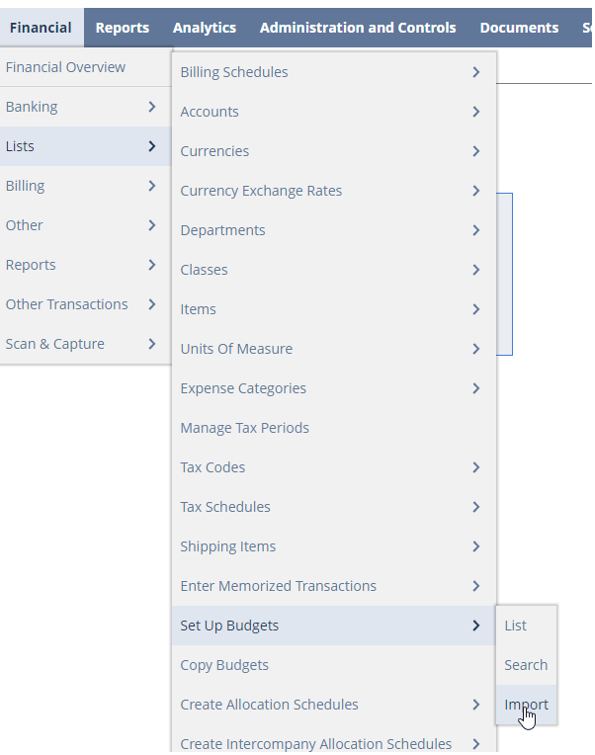 Financial Reports Analytics Administration and Controls Documents
Financial Overview
Banking
Lists
Billing
Other
Reports
Other Transactions
Scan & Capture
Billing Schedules
Accounts
Currencies
Currency Exchange Rates
Departments
Classes
Items
Units Of Measure
Expense Categories
Manage Tax Periods
Tax Codes
Tax Schedules
Shipping Items
Enter Memorized Transactions
Set Up Budgets
Copy Budgets
Create Allocation Schedules
Create Intercompany Allocation Schedules
List
Search
Import